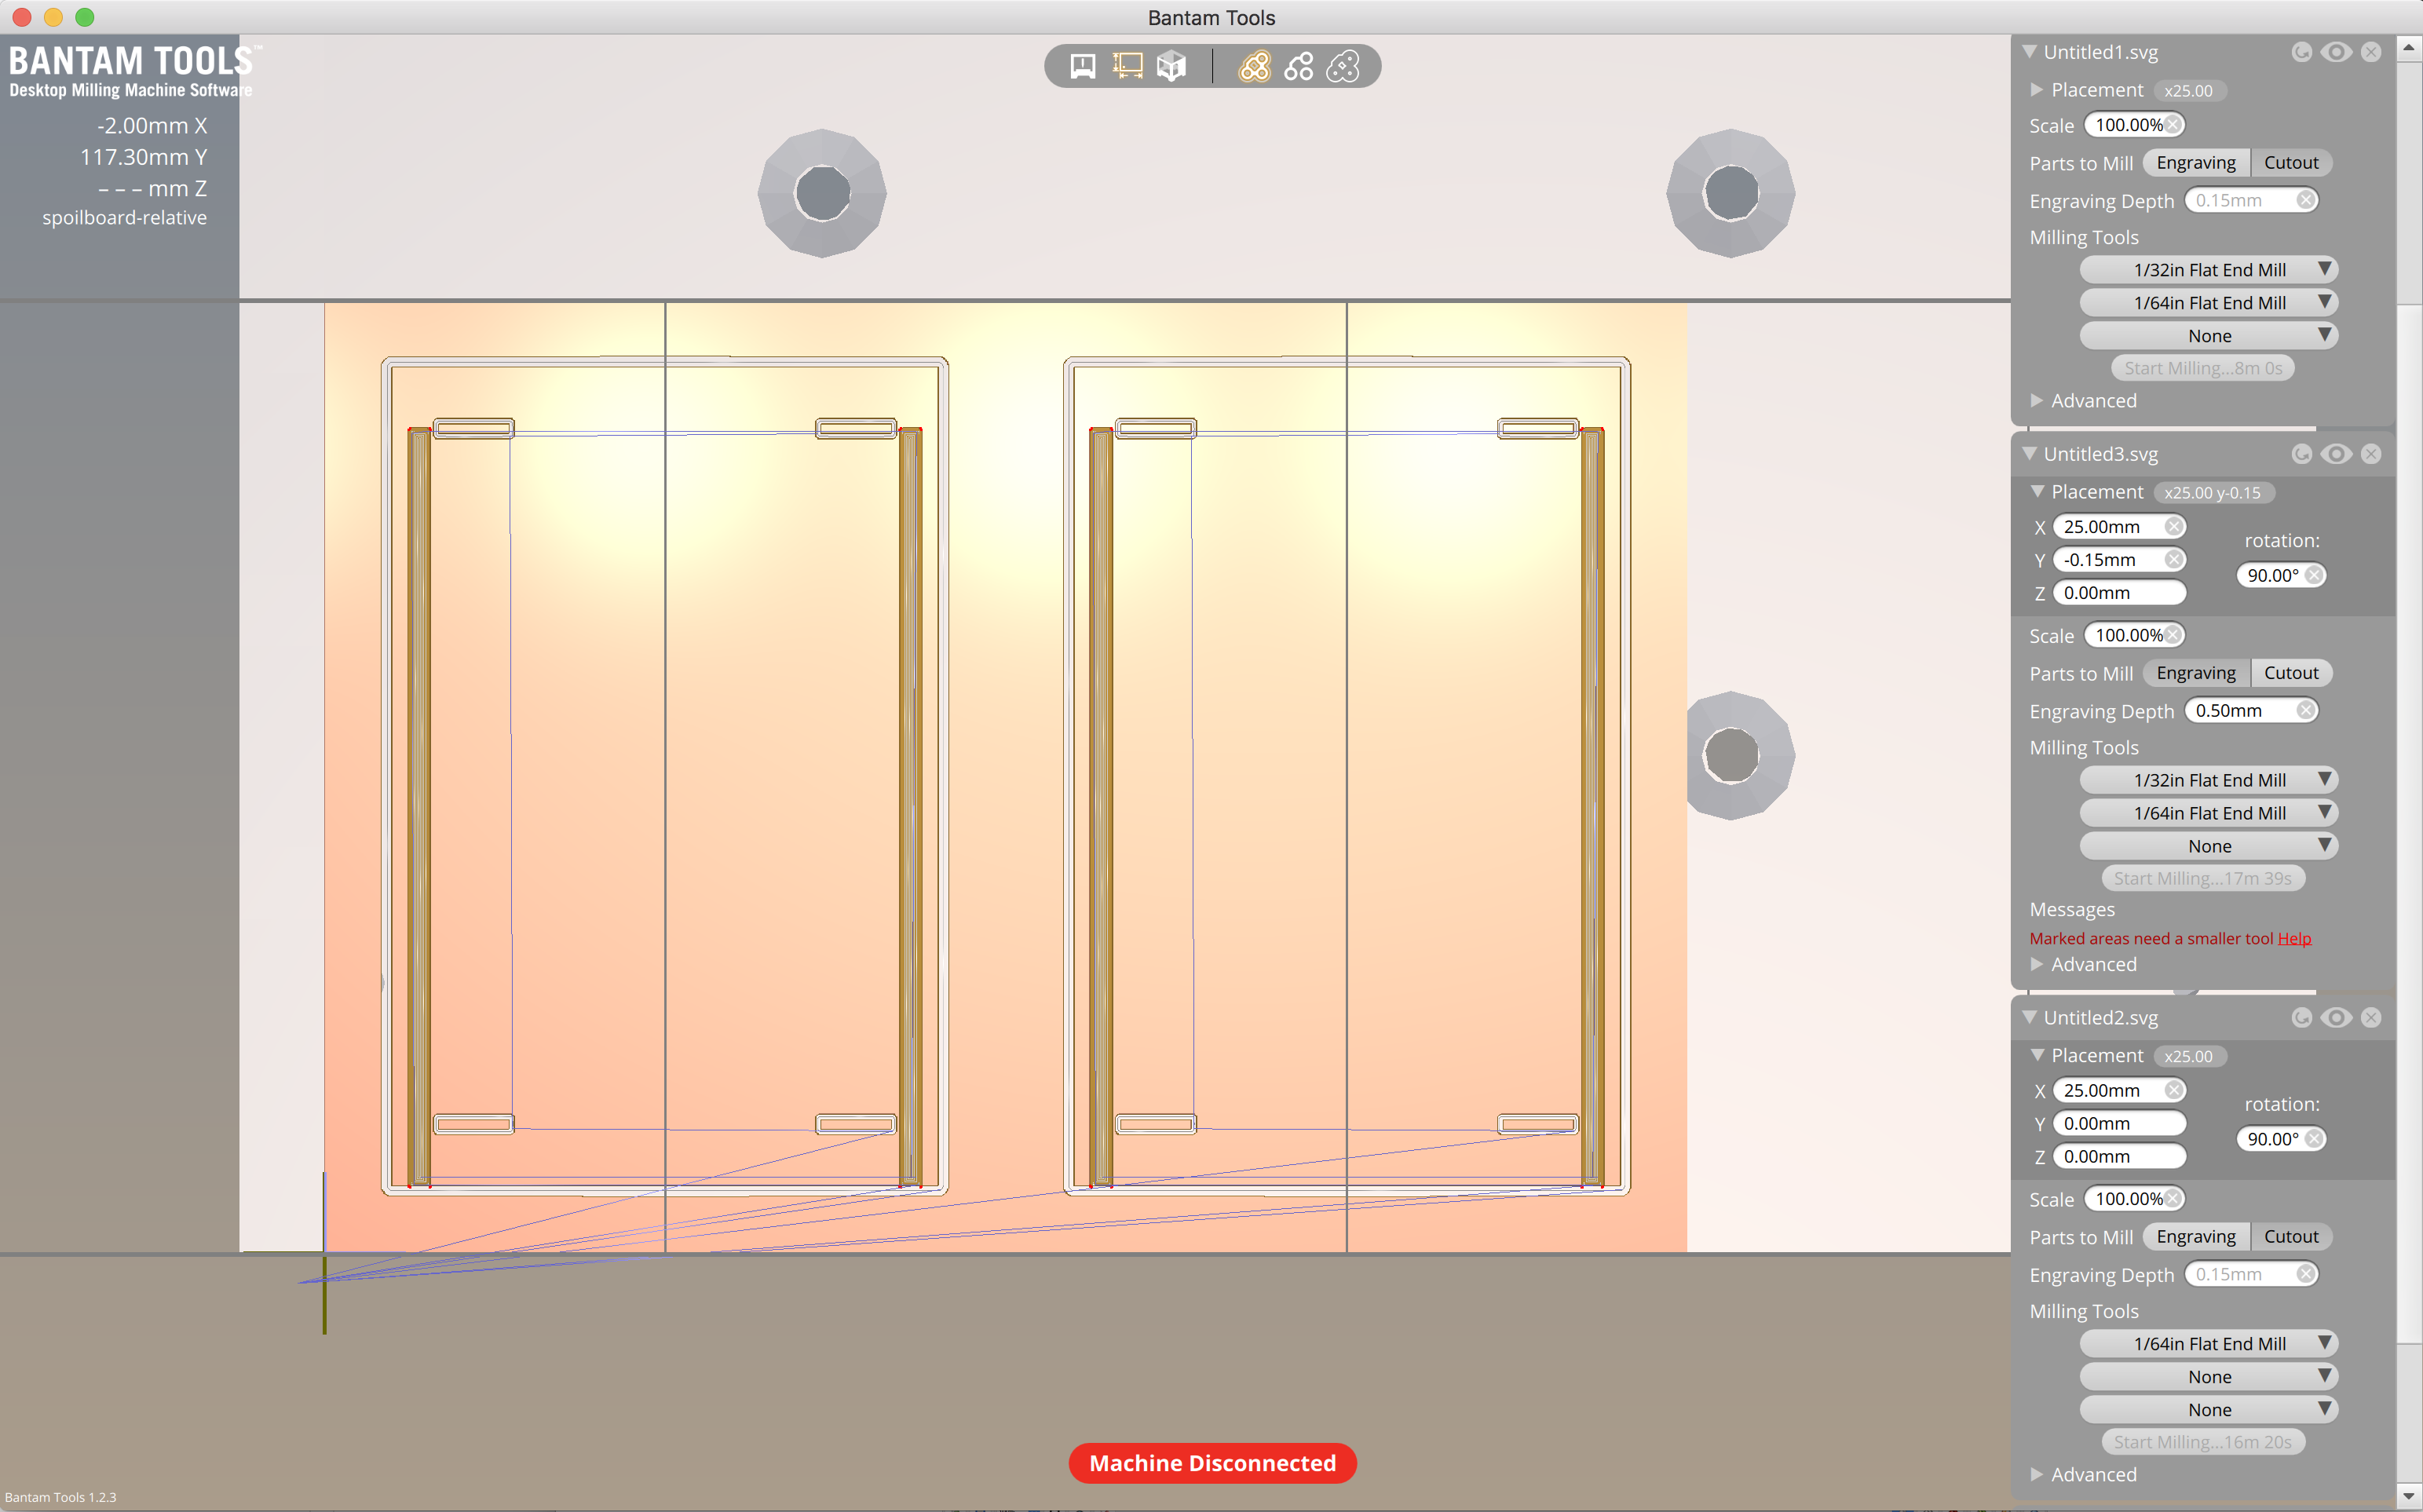 Bantam Tools
BANTAM TOOLS™
Desktop Milling Machine Software
-2.00mm X
117.30mm Y
– – – mm Z
spoilboard-relative
Untitled1.svg
Placement x25.00
Scale 100.00%
Parts to Mill Engraving Cutout
Engraving Depth 0.15mm
Milling Tools
1/32in Flat End Mill
1/64in Flat End Mill
None
Start Milling...8m 0s
Advanced
Untitled3.svg
Placement x25.00 y-0.15
X 25.00mm
rotation:
Y -0.15mm
90.00°
Z 0.00mm
Scale 100.00%
Parts to Mill Engraving Cutout
Engraving Depth 0.50mm
Milling Tools
1/32in Flat End Mill
1/64in Flat End Mill
None
Start Milling...17m 39s
Messages
Marked areas need a smaller tool Help
Advanced
Untitled2.svg
Placement x25.00
X 25.00mm
rotation:
Y 0.00mm
90.00°
Z 0.00mm
Scale 100.00%
Parts to Mill Engraving Cutout
Engraving Depth 0.15mm
Milling Tools
1/64in Flat End Mill
None
None
Start Milling...16m 20s
Advanced
Machine Disconnected
Bantam Tools 1.2.3